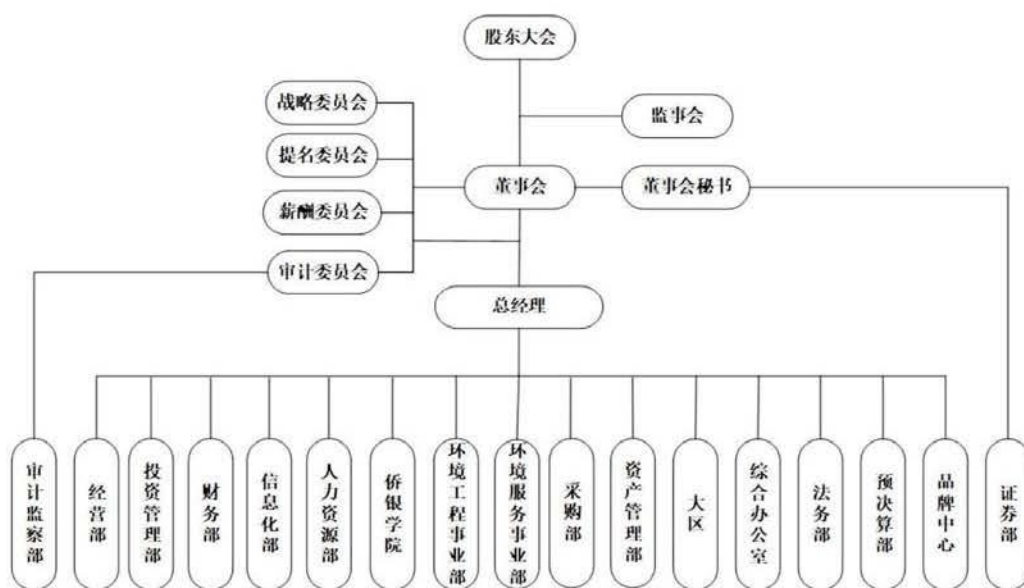 股东大会
战略委员会
监事会
提名委员会
董事会
董事会秘书
薪酬委员会
审计委员会
总经理
审计监察部
经营部
投资管理部
财务部
信息化部
人力资源部
侨银学院
环境工程事业部
环境服务事业部
采购部
资产管理部
大区
综合办公室
法务部
预决算部
品牌中心
证券部